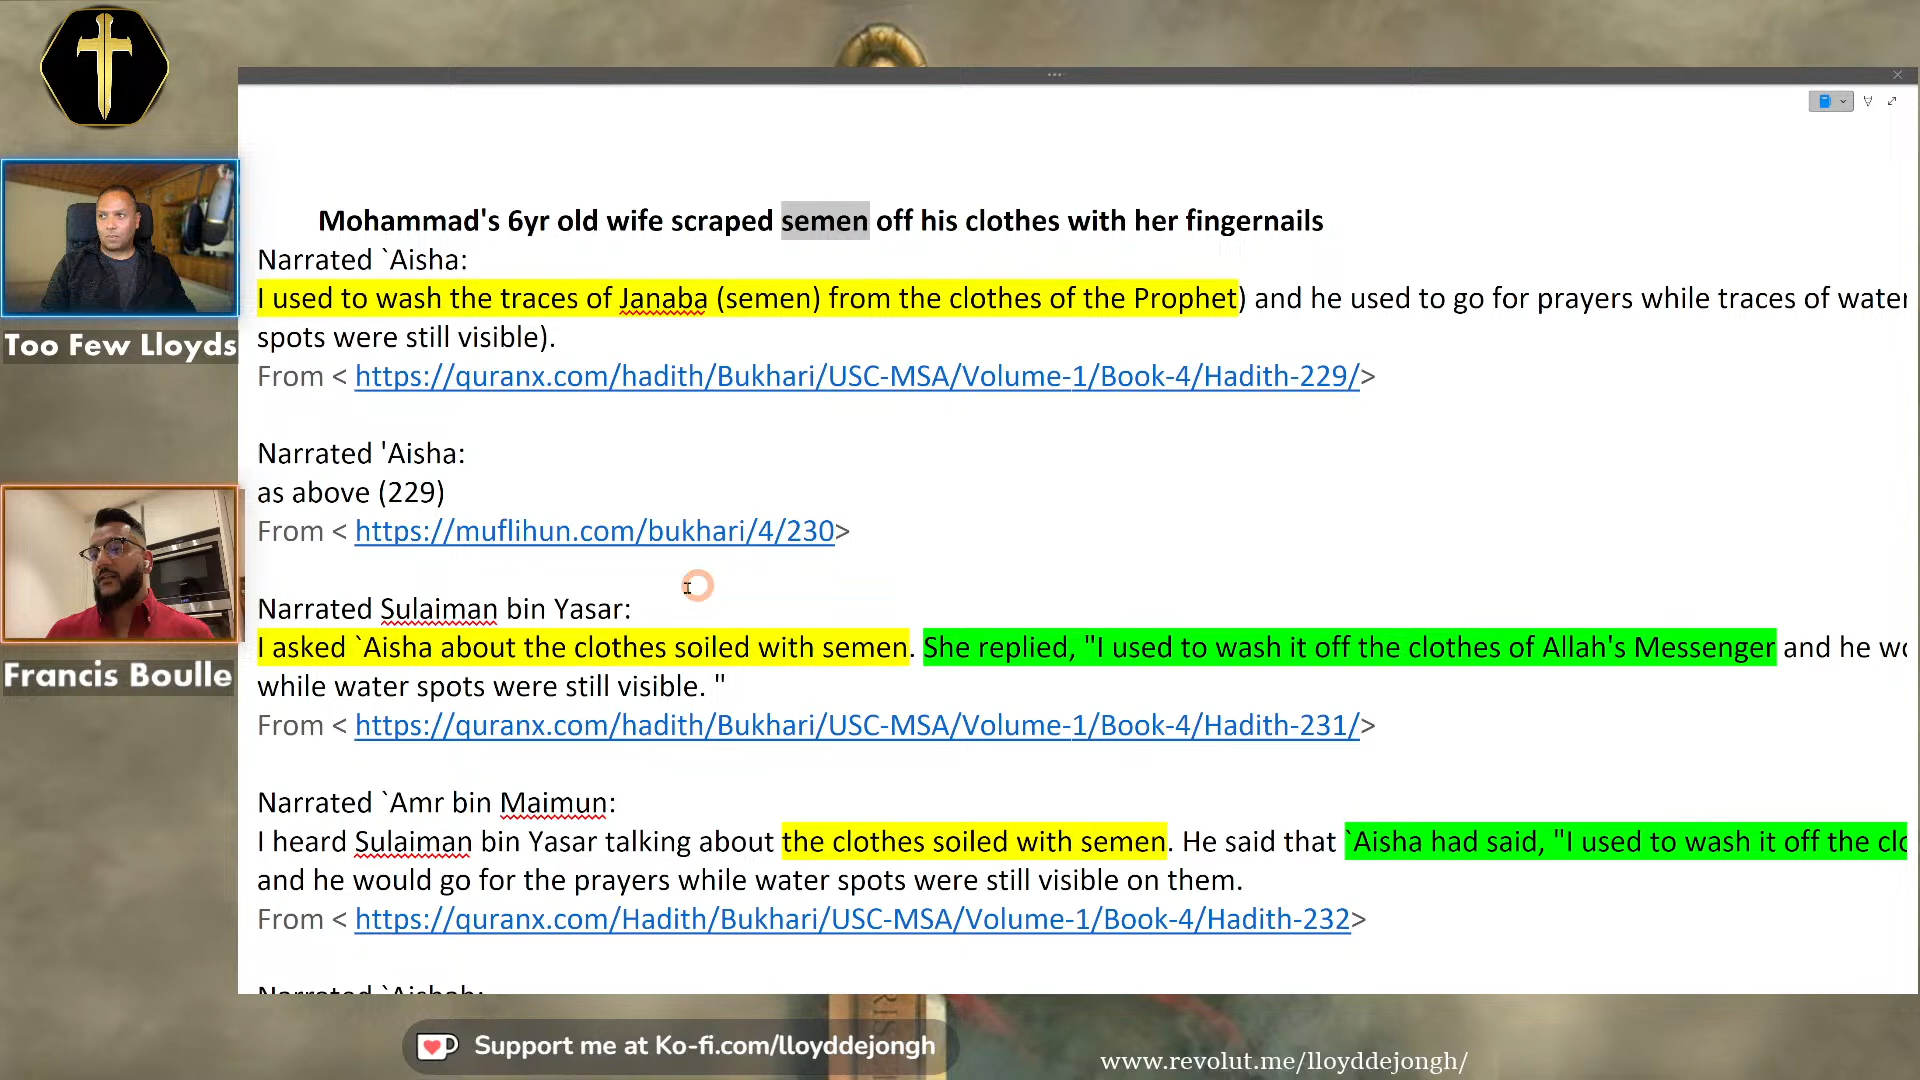 Mohammad's 6yr old wife scraped semen off his clothes with her fingernails
Narrated `Aisha:
I used to wash the traces of Janaba (semen) from the clothes of the Prophet) and he used to go for prayers while traces of water
spots were still visible).
From < https://quranx.com/hadith/Bukhari/USC-MSA/Volume-1/Book-4/Hadith-229/>
Narrated 'Aisha:
as above (229)
From < https://muflihun.com/bukhari/4/230>
Narrated Sulaiman bin Yasar:
I asked `Aisha about the clothes soiled with semen. She replied, "I used to wash it off the clothes of Allah's Messenger and he
while water spots were still visible. "
From < https://quranx.com/hadith/Bukhari/USC-MSA/Volume-1/Book-4/Hadith-231/>
Narrated `Amr bin Maimun:
I heard Sulaiman bin Yasar talking about the clothes soiled with semen. He said that `Aisha had said, "I used to wash it off the
and he would go for the prayers while water spots were still visible on them.
From < https://quranx.com/Hadith/Bukhari/USC-MSA/Volume-1/Book-4/Hadith-232>
Too Few Lloyds
Francis Boulle
Support me at Ko-fi.com/lloyddejongh
www.revolut.me/lloyddejongh/